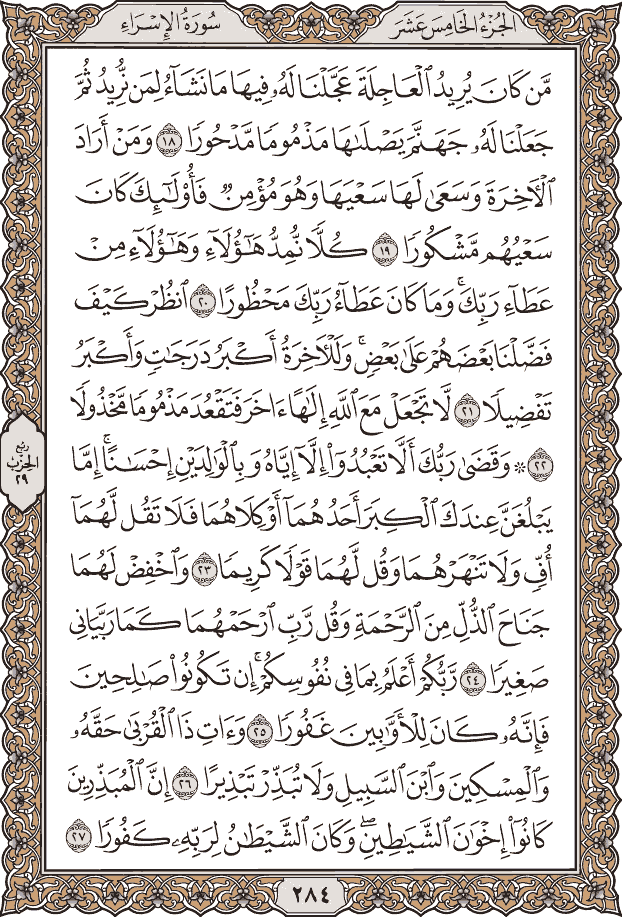 سُورَةُ الإِسْرَاءِ
الجُزْءُ الخَامِسَ عَشَرَ
مَّن كَانَ يُرِيدُ ٱلْعَاجِلَةَ عَجَّلْنَا لَهُۥ فِيهَا مَا نَشَآءُ لِمَن نُّرِيدُ ثُمَّ
جَعَلْنَا لَهُۥ جَهَنَّمَ يَصْلَىٰهَا مَذْمُومًا مَّدْحُورًا ١٨ وَمَنْ أَرَادَ
ٱلْأَخِرَةَ وَسَعَىٰ لَهَا سَعْيَهَا وَهُوَ مُؤْمِنٌ فَأُوْلَـٰٓئِكَ كَانَ
سَعْيُهُم مَّشْكُورًا ١٩ كُلًّا نُّمِدُّ هَـٰٓؤُلَآءِ وَهَـٰٓؤُلَآءِ مِنْ
عَطَآءِ رَبِّكَۚ وَمَا كَانَ عَطَآءُ رَبِّكَ مَحْظُورًا ٢٠ ٱنظُرْ كَيْفَ
فَضَّلْنَا بَعْضَهُمْ عَلَىٰ بَعْضٍۚ وَلَلْأَخِرَةُ أَكْبَرُ دَرَجَـٰتٍ وَأَكْبَرُ
تَفْضِيلًا ٢١ لَّا تَجْعَلْ مَعَ ٱللَّهِ إِلَـٰهًا ءَاخَرَ فَتَقْعُدَ مَذْمُومًا مَّخْذُولًا
٢٢ ۞ وَقَضَىٰ رَبُّكَ أَلَّا تَعْبُدُوٓا۟ إِلَّآ إِيَّاهُ وَبِٱلْوَٰلِدَيْنِ إِحْسَـٰنًاۚ إِمَّا
يَبْلُغَنَّ عِندَكَ ٱلْكِبَرَ أَحَدُهُمَآ أَوْ كِلَاهُمَا فَلَا تَقُل لَّهُمَآ
أُفٍّ وَلَا تَنْهَرْهُمَا وَقُل لَّهُمَا قَوْلًا كَرِيمًا ٢٣ وَٱخْفِضْ لَهُمَا
جَنَاحَ ٱلذُّلِّ مِنَ ٱلرَّحْمَةِ وَقُل رَّبِّ ٱرْحَمْهُمَا كَمَا رَبَّيَانِي
صَغِيرًا ٢٤ رَّبُّكُمْ أَعْلَمُ بِمَا فِي نُفُوسِكُمْۚ إِن تَكُونُوا۟ صَـٰلِحِينَ
فَإِنَّهُۥ كَانَ لِلْأَوَّٰبِينَ غَفُورًا ٢٥ وَءَاتِ ذَا ٱلْقُرْبَىٰ حَقَّهُۥ
وَٱلْمِسْكِينَ وَٱبْنَ ٱلسَّبِيلِ وَلَا تُبَذِّرْ تَبْذِيرًا ٢٦ إِنَّ ٱلْمُبَذِّرِينَ
كَانُوٓا۟ إِخْوَٰنَ ٱلشَّيَـٰطِينِۖ وَكَانَ ٱلشَّيْطَـٰنُ لِرَبِّهِۦ كَفُورًا ٢٧
ربع
الحزب
٢٩
٢٨٤